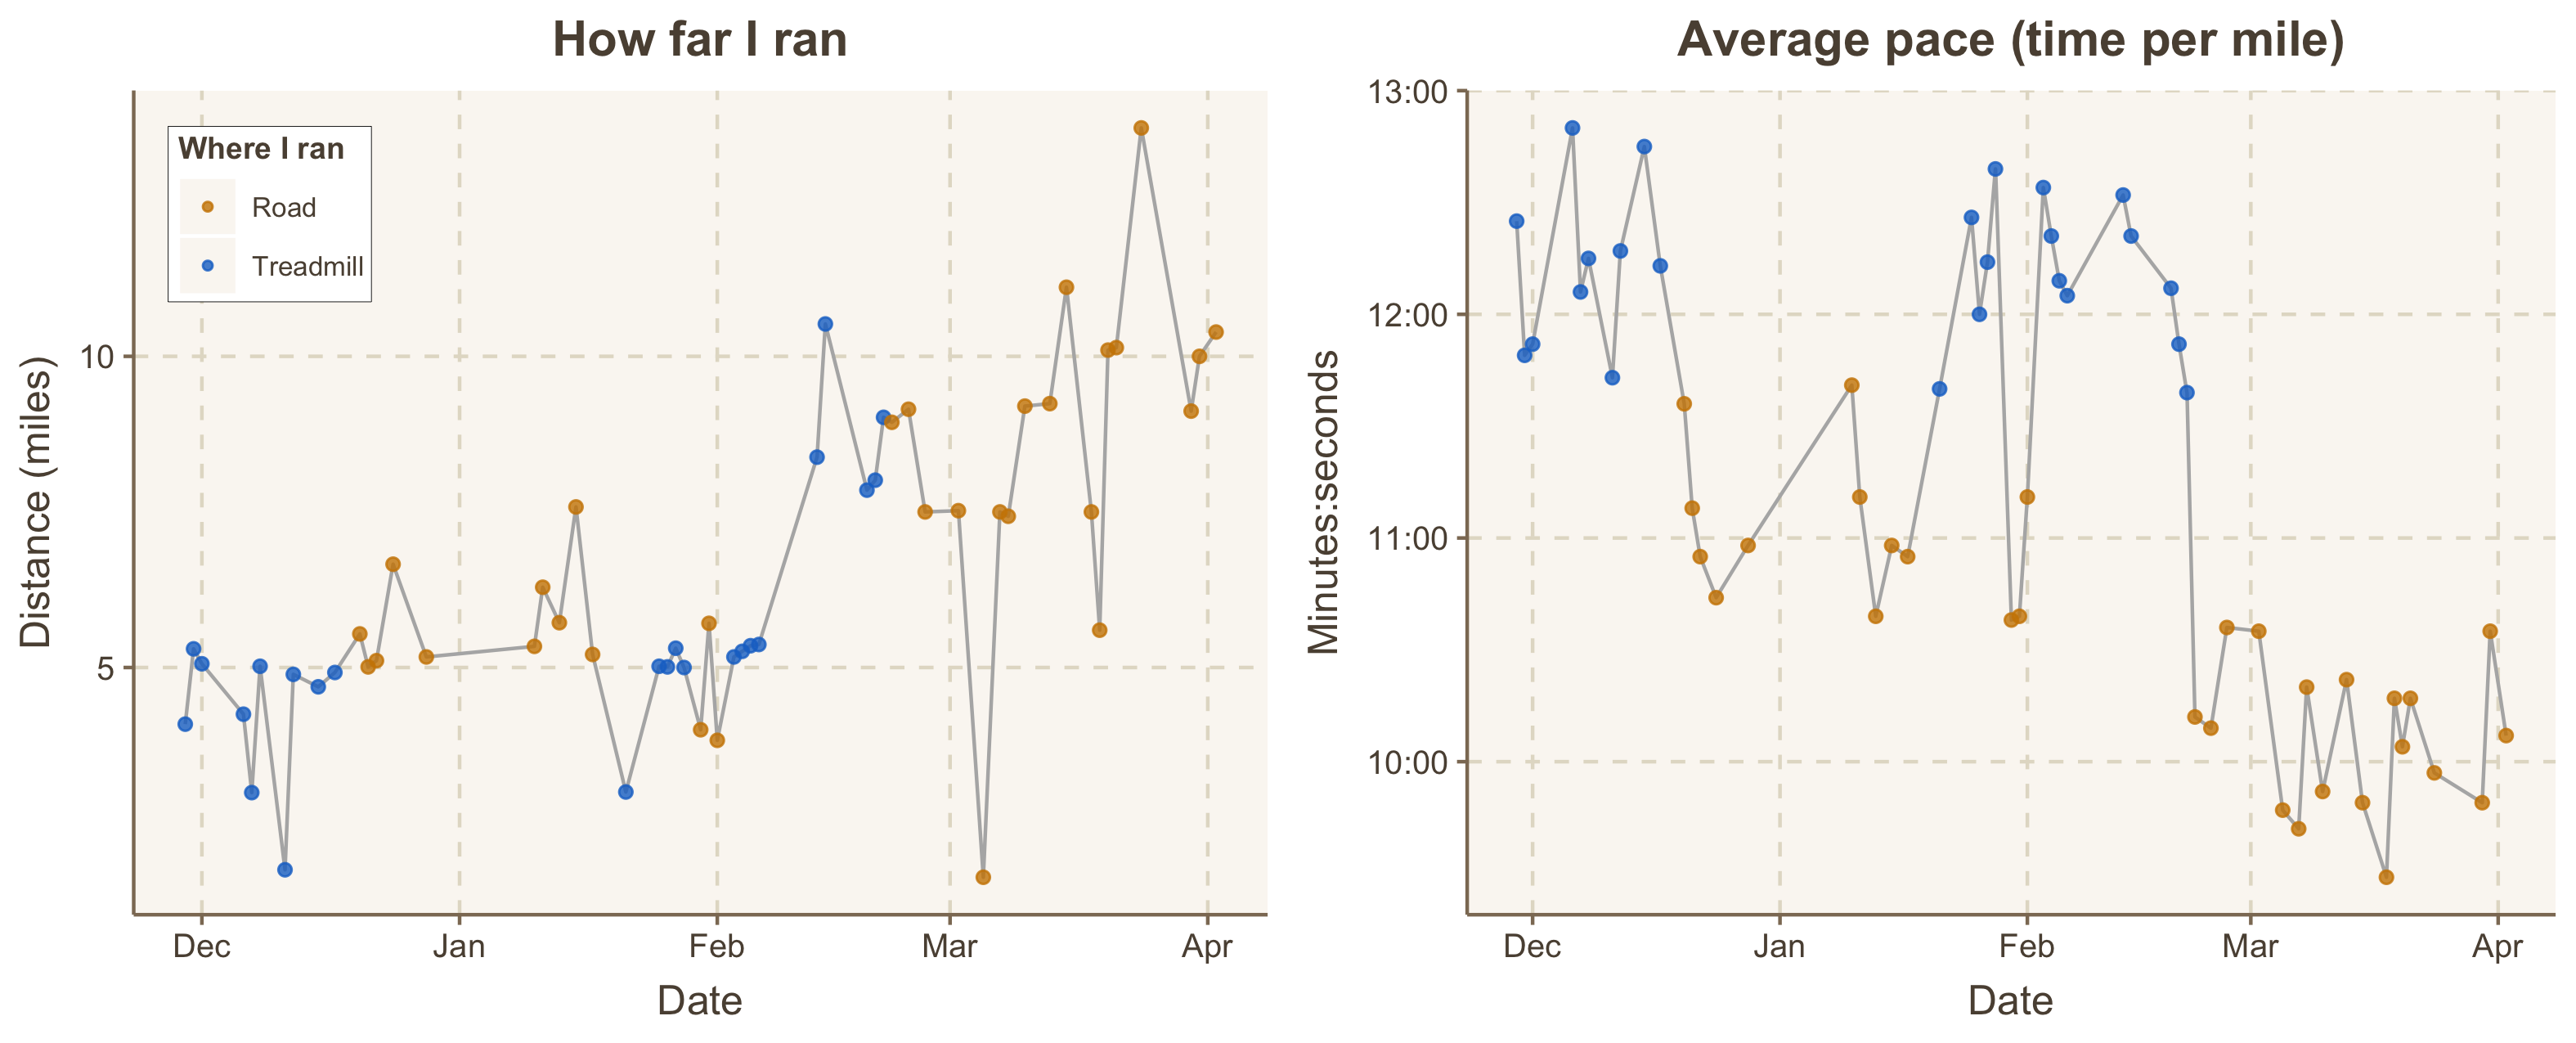 How far I ran
Where I ran
Road
Treadmill
Distance (miles)
10
5
Dec
Jan
Feb
Mar
Apr
Date
Average pace (time per mile)
Minutes:seconds
13:00
12:00
11:00
10:00
Dec
Jan
Feb
Mar
Apr
Date